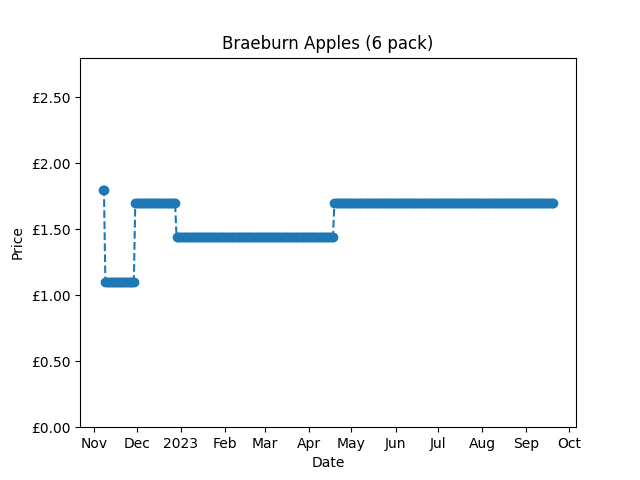 Braeburn Apples (6 pack)
£2.50
£2.00
£1.50
£1.00
£0.50
£0.00
Price
Nov Dec 2023 Feb Mar Apr May Jun Jul Aug Sep Oct
Date